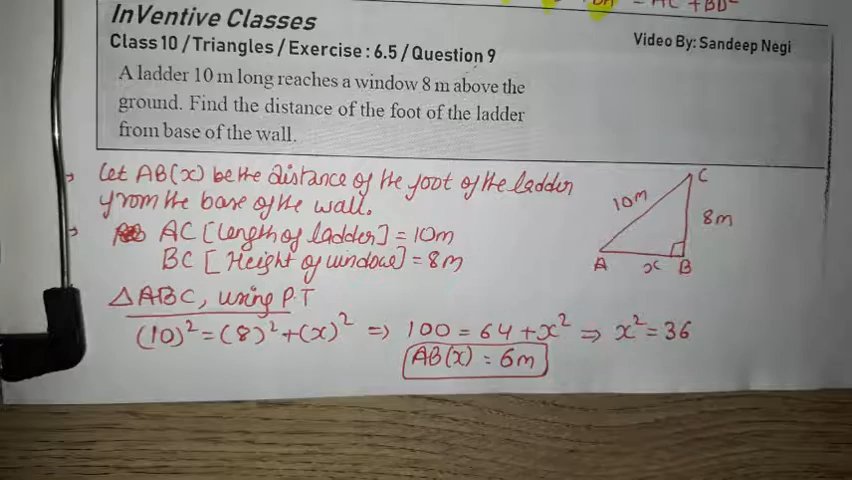 = AC² + BD²
InVentive Classes
Class 10 / Triangles / Exercise : 6.5 / Question 9
Video By: Sandeep Negi
A ladder 10 m long reaches a window 8 m above the
ground. Find the distance of the foot of the ladder
from base of the wall.
Let AB(x) be the distance of the foot of the ladder
from the base of the wall.
AC [length of ladder] = 10m
BC [Height of window] = 8m
△ABC, using P.T
(10)² = (8)² + (x)² => 100 = 64 + x² => x² = 36
AB(x) = 6m
C
10m
8m
A
x
B